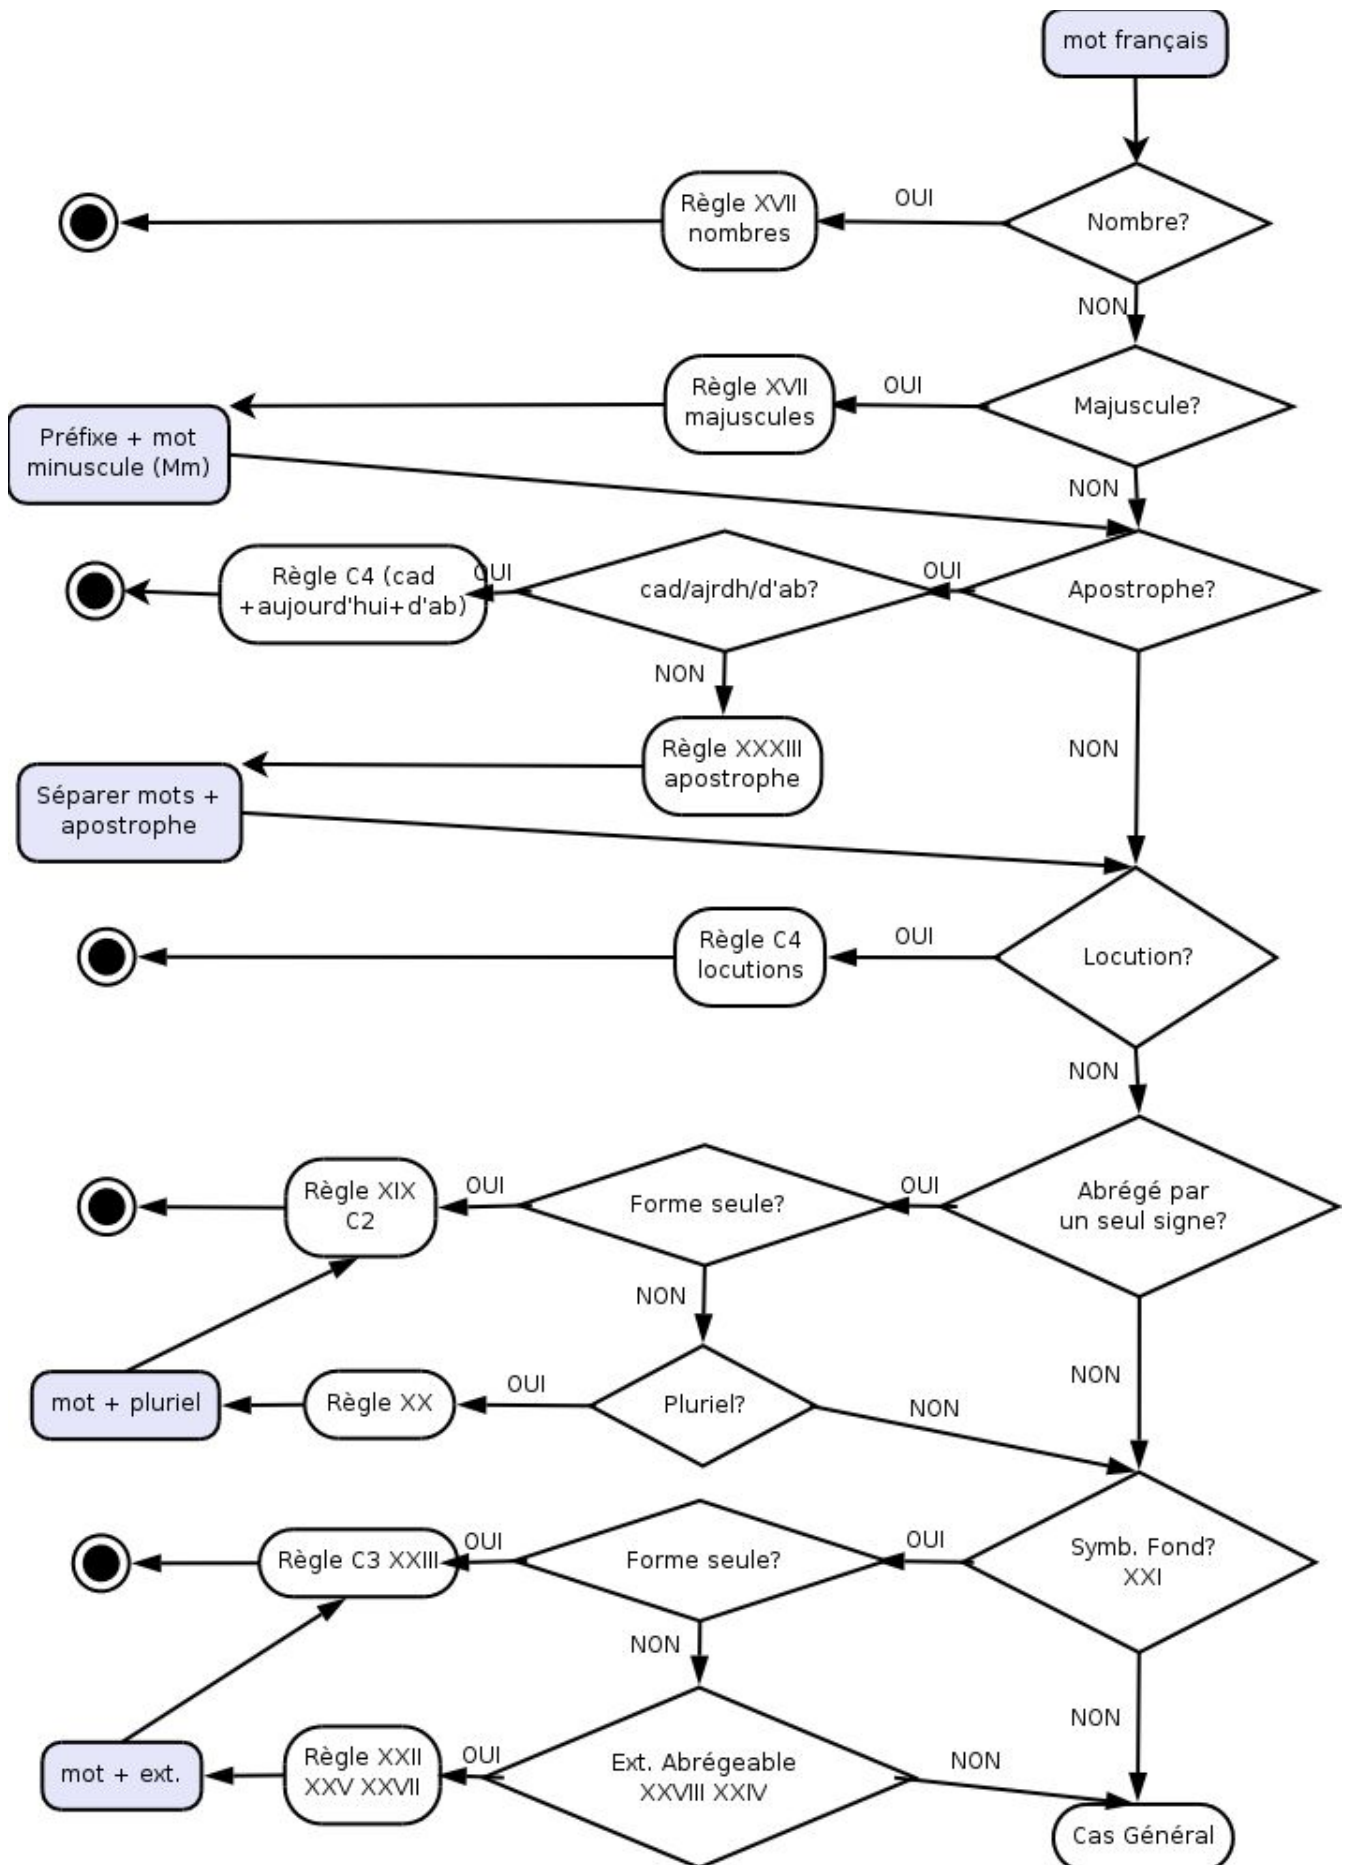 mot français
Règle XVII
nombres
OUI
Nombre?
NON
Règle XVII
majuscules
OUI
Majuscule?
Préfixe + mot
minuscule (Mm)
NON
Règle C4 (cad
+aujourd'hui+d'ab)
OUI
cad/ajrdh/d'ab?
OUI
Apostrophe?
NON
Règle XXXIII
apostrophe
NON
Séparer mots +
apostrophe
Règle C4
locutions
OUI
Locution?
NON
Règle XIX
C2
OUI
Forme seule?
OUI
Abrégé par
un seul signe?
NON
mot + pluriel
Règle XX
OUI
Pluriel?
NON
NON
Règle C3 XXIII
OUI
Forme seule?
OUI
Symb. Fond?
XXI
NON
mot + ext.
Règle XXII
XXV XXVII
OUI
Ext. Abrégeable
XXVIII XXIV
NON
NON
Cas Général